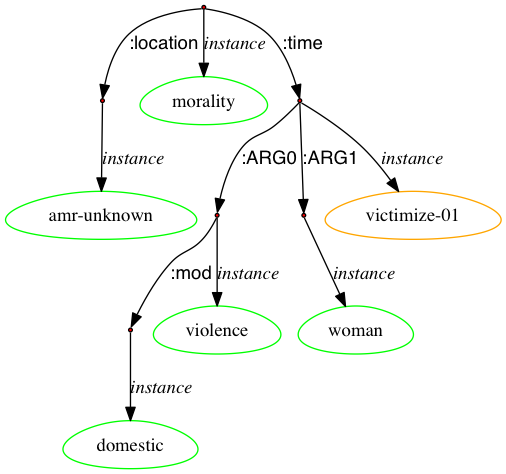 :location instance :time
morality
instance :ARG0 :ARG1 instance
amr-unknown victimize-01
:mod instance instance
violence woman
instance
domestic